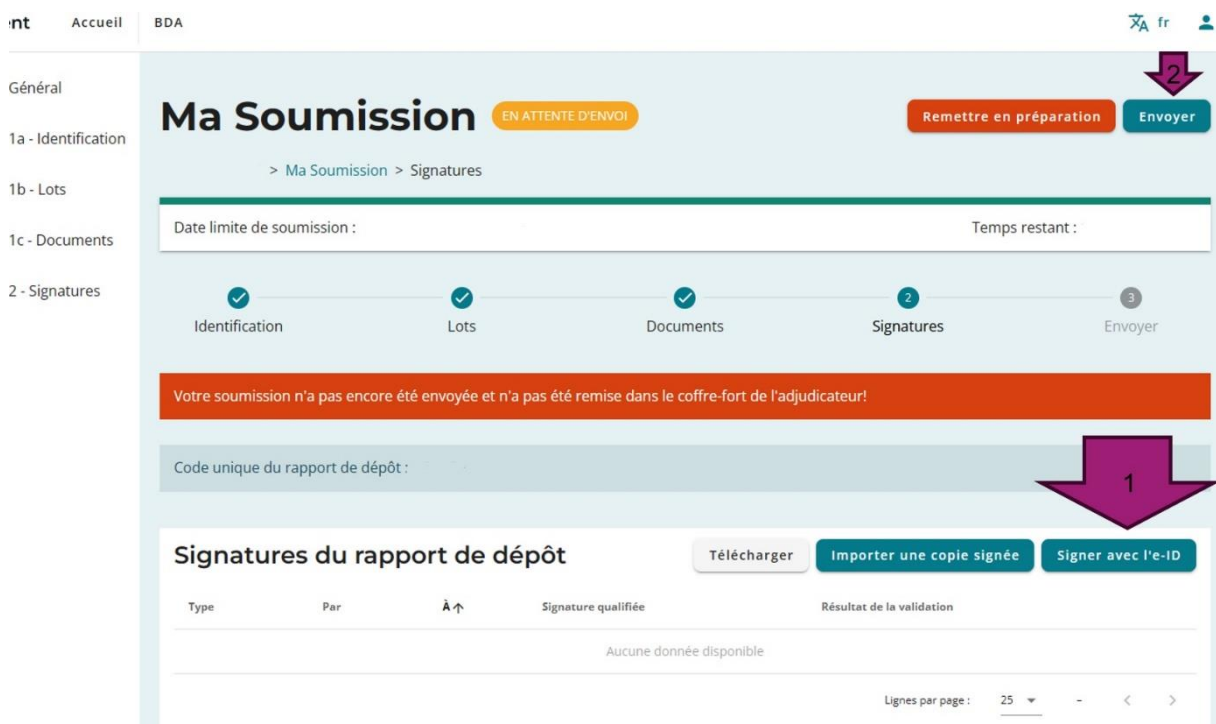 ent Accueil BDA fr
2
Général
1a - Identification
1b - Lots
1c - Documents
2 - Signatures
Ma Soumission EN ATTENTE D'ENVOI Remettre en préparation Envoyer
> Ma Soumission > Signatures
Date limite de soumission : Temps restant :
2 3
Identification Lots Documents Signatures Envoyer
Votre soumission n'a pas encore été envoyée et n'a pas été remise dans le coffre-fort de l'adjudicateur!
Code unique du rapport de dépôt :
1
Signatures du rapport de dépôt Télécharger Importer une copie signée Signer avec l'e-ID
Type Par À↑ Signature qualifiée Résultat de la validation
Aucune donnée disponible
Lignes par page : 25 – < >